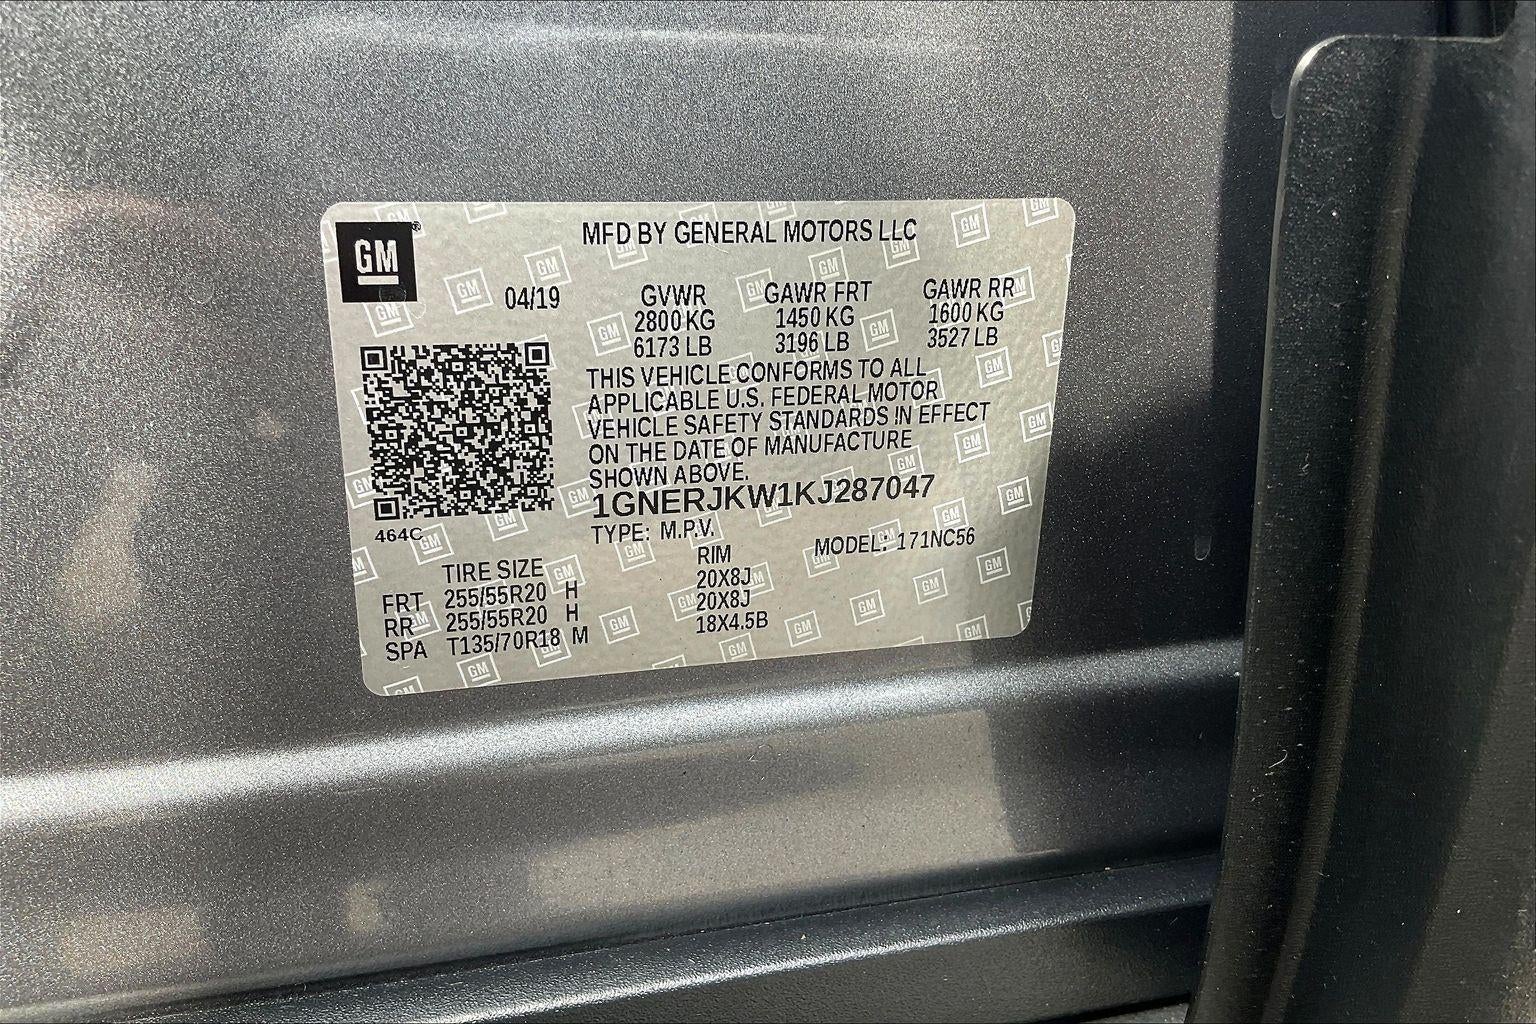 GM
MFD BY GENERAL MOTORS LLC
04/19
GVWR GAWR FRT GAWR RR
2800 KG 1450 KG 1600 KG
6173 LB 3196 LB 3527 LB
THIS VEHICLE CONFORMS TO ALL
APPLICABLE U.S. FEDERAL MOTOR
VEHICLE SAFETY STANDARDS IN EFFECT
ON THE DATE OF MANUFACTURE
SHOWN ABOVE.
1GNERJKW1KJ287047
464C
TYPE: M.P.V. MODEL: 171NC56
TIRE SIZE RIM
FRT 255/55R20 H 20X8J
RR 255/55R20 H 20X8J
SPA T135/70R18 M 18X4.5B